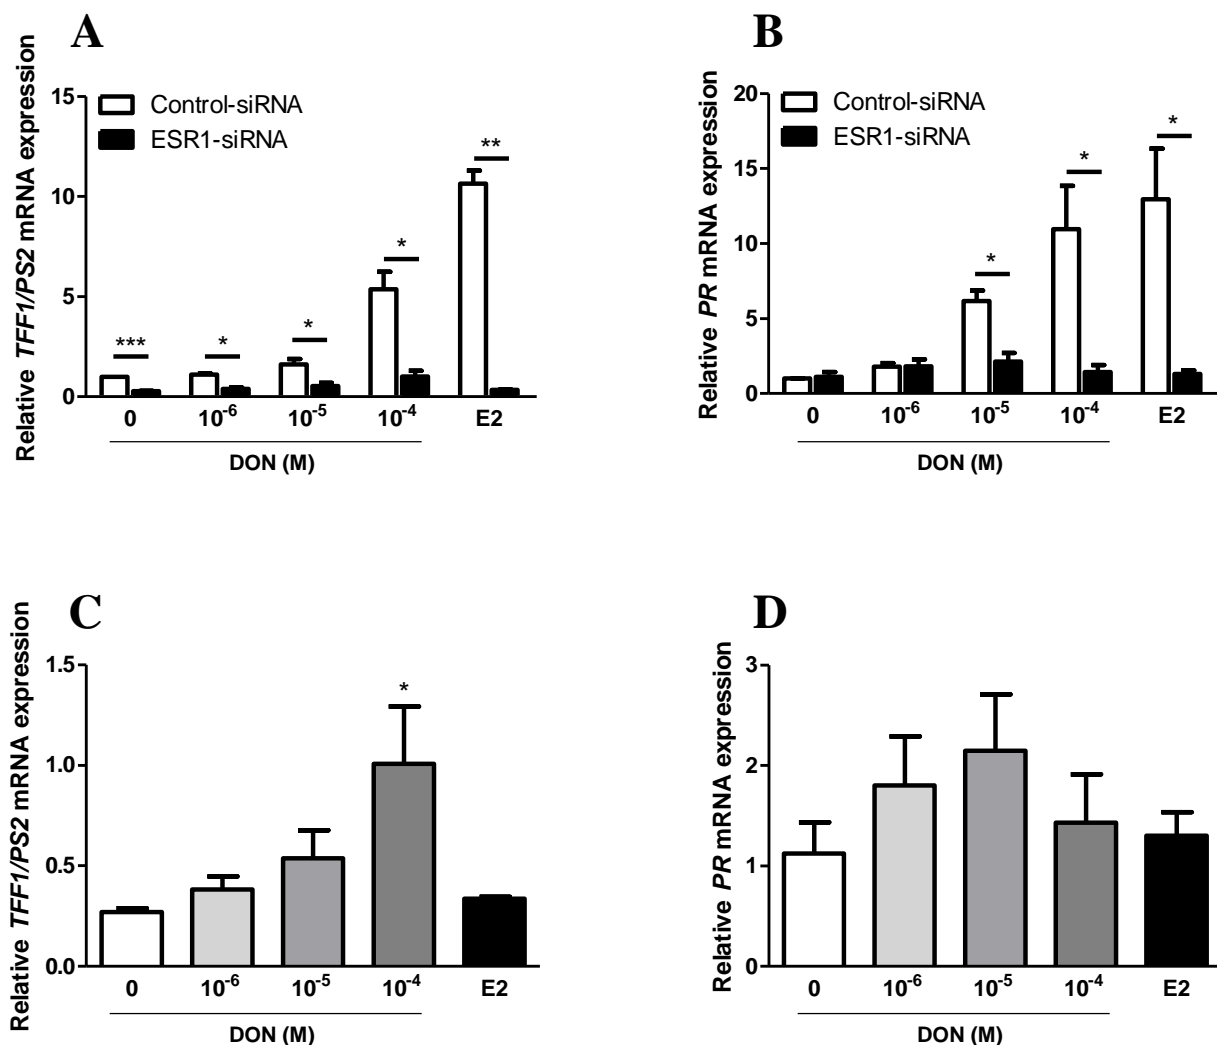 A
Relative TFF1/PS2 mRNA expression
15
10
5
0
Control-siRNA
ESR1-siRNA
***
*
*
*
**
0 10⁻⁶ 10⁻⁵ 10⁻⁴ E2
DON (M)
B
Relative PR mRNA expression
20
15
10
5
0
Control-siRNA
ESR1-siRNA
*
*
*
0 10⁻⁶ 10⁻⁵ 10⁻⁴ E2
DON (M)
C
Relative TFF1/PS2 mRNA expression
1.5
1.0
0.5
0.0
*
0 10⁻⁶ 10⁻⁵ 10⁻⁴ E2
DON (M)
D
Relative PR mRNA expression
3
2
1
0
0 10⁻⁶ 10⁻⁵ 10⁻⁴ E2
DON (M)